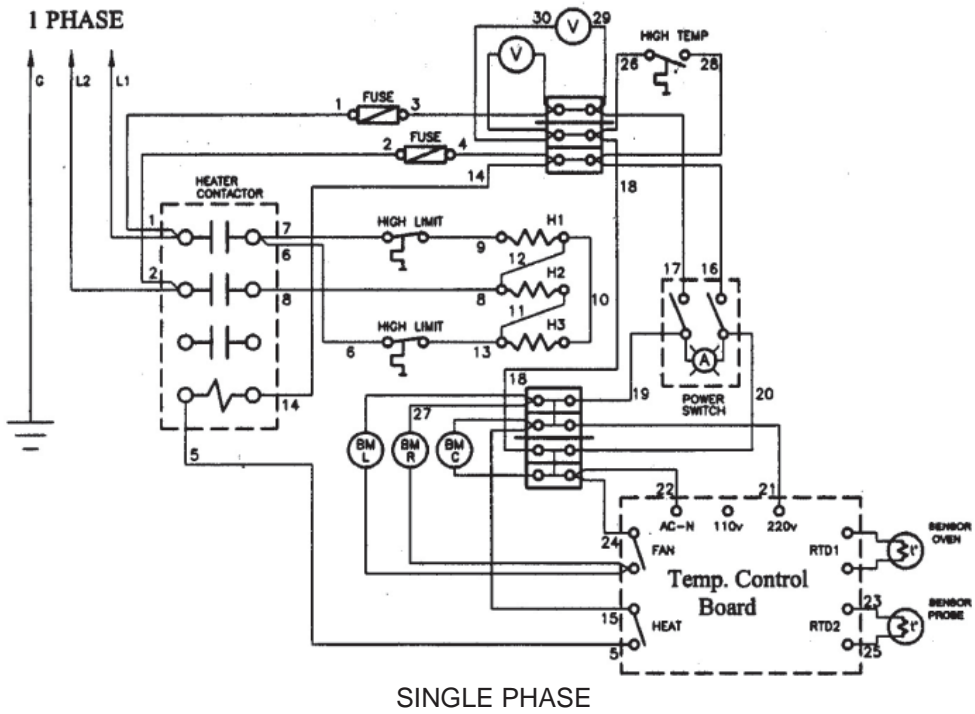 1 PHASE
30
29
V
V
HIGH TEMP
26
28
G
L2
L1
1
FUSE
3
2
FUSE
4
14
18
HEATER
CONTACTOR
1
7
6
HIGH LIMIT
9
H1
12
2
8
8
H2
11
10
17
16
HIGH LIMIT
6
13
H3
A
18
19
20
POWER
SWITCH
14
27
5
BM
L
BM
R
BM
C
22
21
AC-N
110v
220v
24
FAN
RTD1
SENSOR
OVEN
t°
Temp. Control
Board
15
HEAT
5
RTD2
23
25
SENSOR
PROBE
t°
SINGLE PHASE